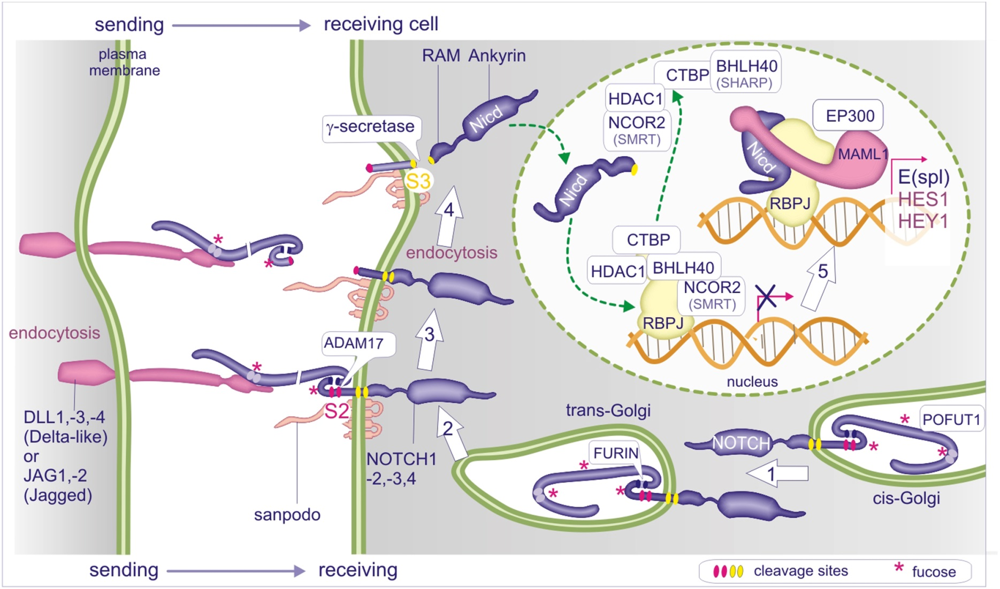 sending
receiving cell
plasma
membrane
RAM Ankyrin
γ-secretase
Nicd
S3
4
endocytosis
endocytosis
3
ADAM17
*
*
*
*
S2
DLL1,-3,-4
(Delta-like)
or
JAG1,-2
(Jagged)
sanpodo
NOTCH1
-2,-3,4
2
CTBP
BHLH40
(SHARP)
HDAC1
NCOR2
(SMRT)
Nicd
EP300
Nicd
MAML1
RBPJ
E(spl)
HES1
HEY1
CTBP
HDAC1
BHLH40
NCOR2
(SMRT)
RBPJ
5
nucleus
trans-Golgi
FURIN
*
*
*
NOTCH
1
POFUT1
*
*
*
cis-Golgi
sending
receiving
cleavage sites
* fucose